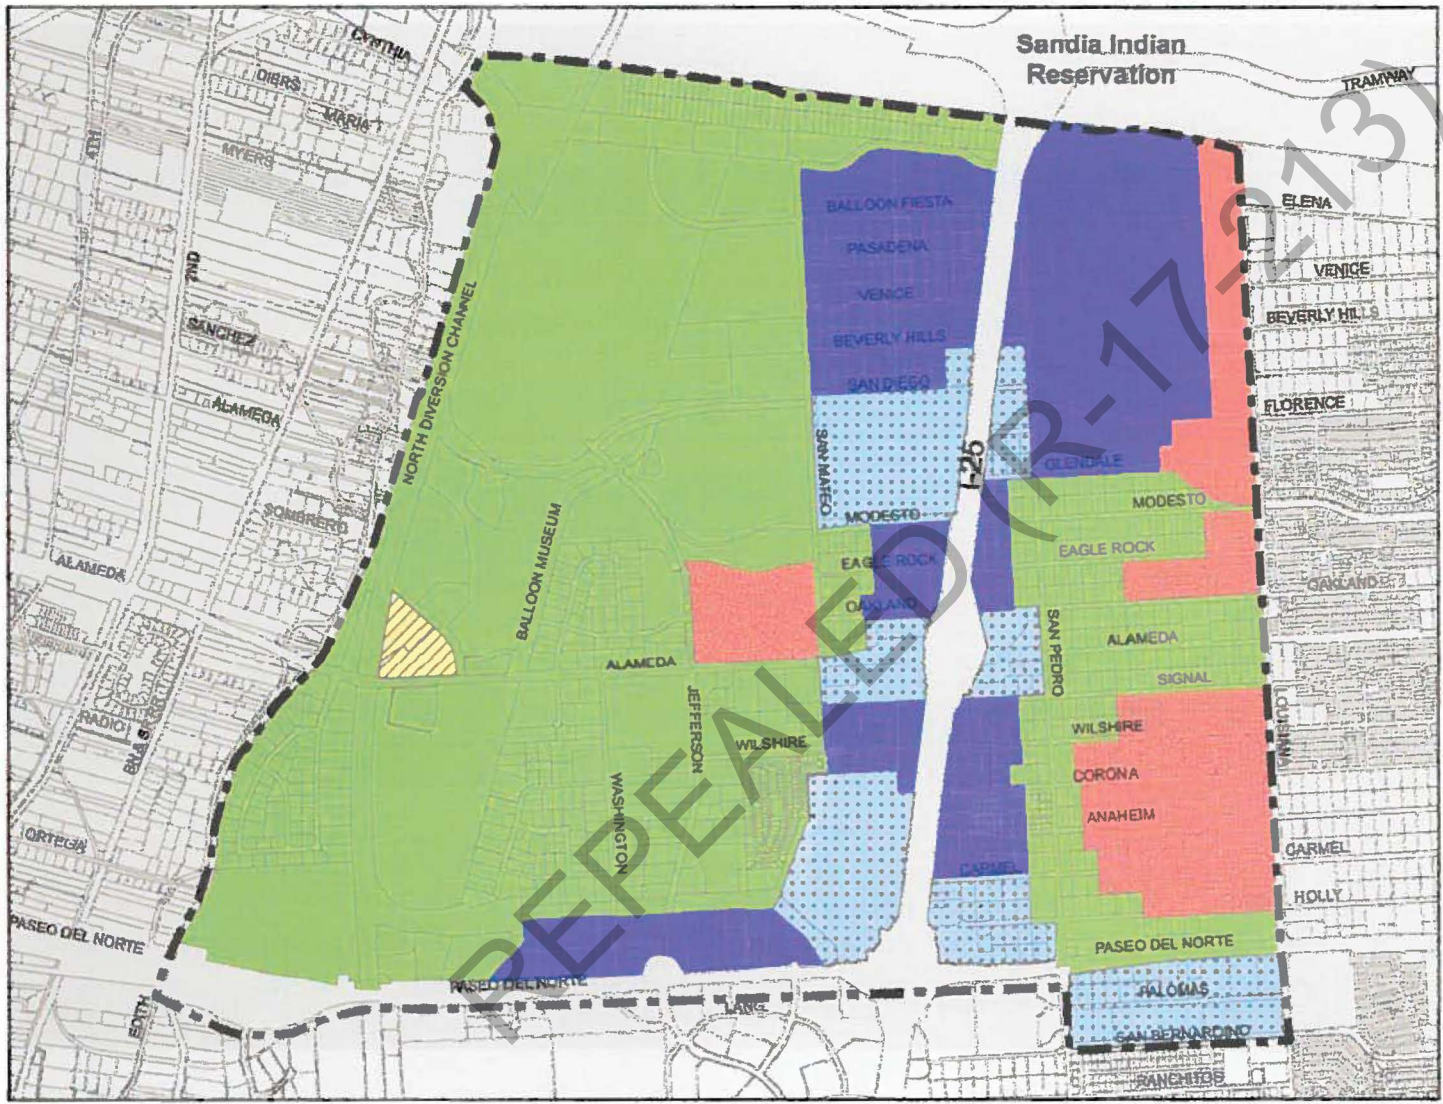 CYNTHIA
Sandia Indian
Reservation
TRAMWAY
DIERS
MARIA
4TH
MYERS
ELENA
BALLOON FIESTA
PASADENA
2ND
VENICE
VENICE
NORTH DIVERSION CHANNEL
BEVERLY HILLS
BEVERLY HILLS
SANCHEZ
SAN DIEGO
ALAMEDA
FLORENCE
SAN MATEO
I-25
GLENDALE
MODESTO
SOMBRERO
MODESTO
BALLOON MUSEUM
EAGLE ROCK
EAGLE ROCK
ALAMEDA
OAKLAND
OAKLAND
SAN PEDRO
ALAMEDA
ALAMEDA
SIGNAL
RADIO
JEFFERSON
LOUISIANA
WILSHIRE
WILSHIRE
CORONA
WASHINGTON
ANAHEIM
ORTEGA
CARMEL
CARMEL
HOLLY
PASEO DEL NORTE
PASEO DEL NORTE
PASEO DEL NORTE
PALOMAS
EDITH
LANG
SAN BERNARDINO
RANCHITOS
REPEALED (R-17-213)